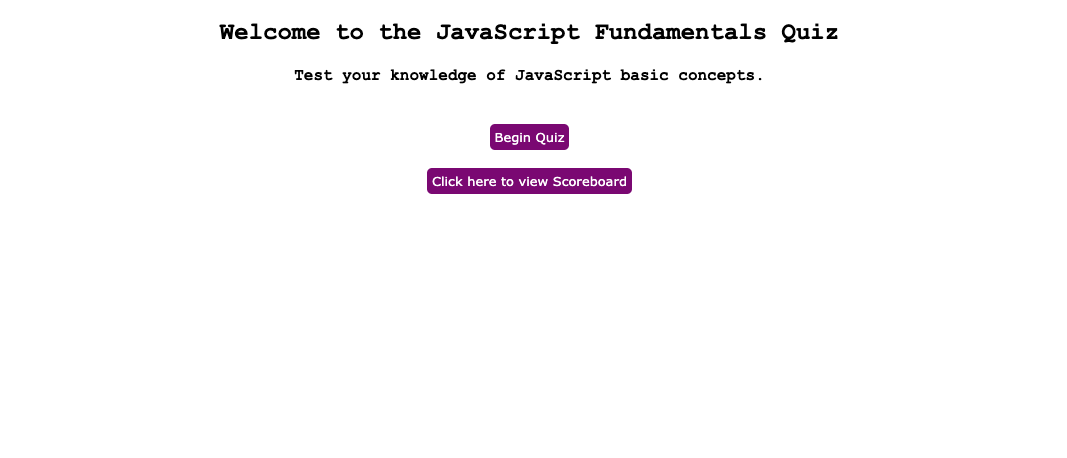 Welcome to the JavaScript Fundamentals Quiz
Test your knowledge of JavaScript basic concepts.
Begin Quiz
Click here to view Scoreboard